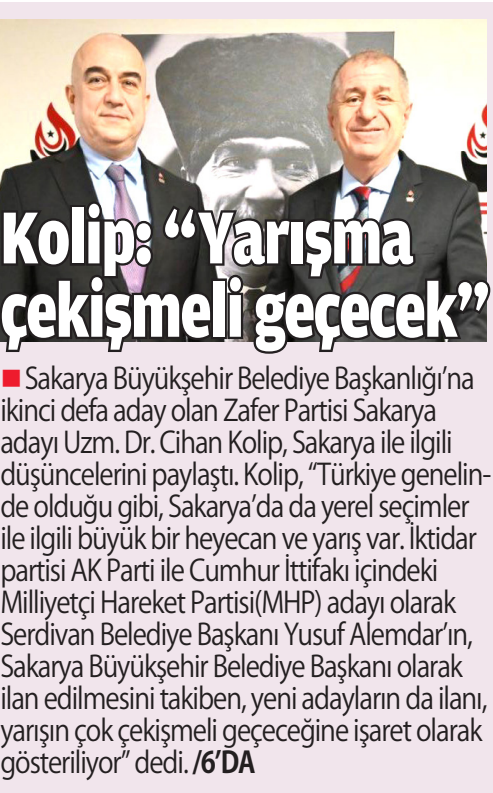 Kolip: “Yarışma
çekişmeli geçecek”
■ Sakarya Büyükşehir Belediye Başkanlığı’na
ikinci defa aday olan Zafer Partisi Sakarya
adayı Uzm. Dr. Cihan Kolip, Sakarya ile ilgili
düşüncelerini paylaştı. Kolip, “Türkiye genelin-
de olduğu gibi, Sakarya’da da yerel seçimler
ile ilgili büyük bir heyecan ve yarış var. İktidar
partisi AK Parti ile Cumhur İttifakı içindeki
Milliyetçi Hareket Partisi(MHP) adayı olarak
Serdivan Belediye Başkanı Yusuf Alemdar’ın,
Sakarya Büyükşehir Belediye Başkanı olarak
ilan edilmesini takiben, yeni adayların da ilanı,
yarışın çok çekişmeli geçeceğine işaret olarak
gösteriliyor” dedi. /6’DA